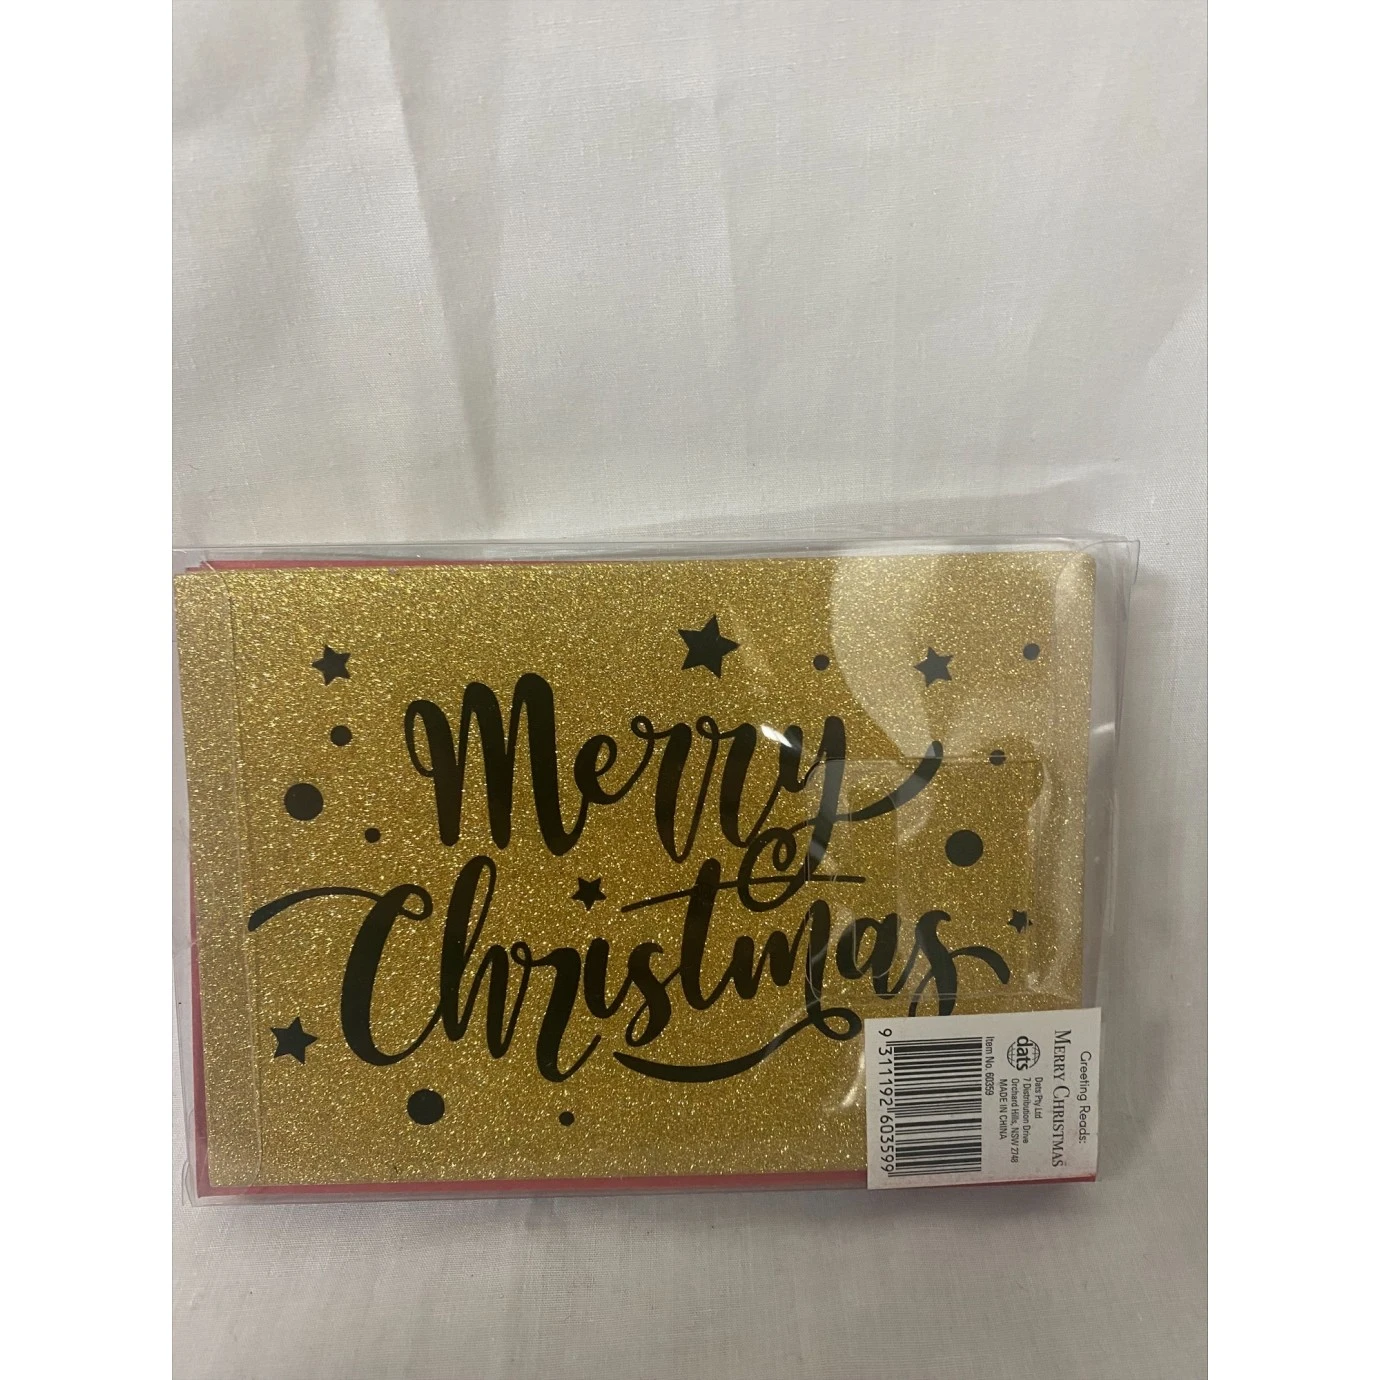 Merry
Christmas
Greeting Reads:
MERRY CHRISTMAS
dats
Dats Pty Ltd
7 Distribution Drive
Orchard Hills, NSW 2748
MADE IN CHINA
Item No. 60359
9 311192 603599